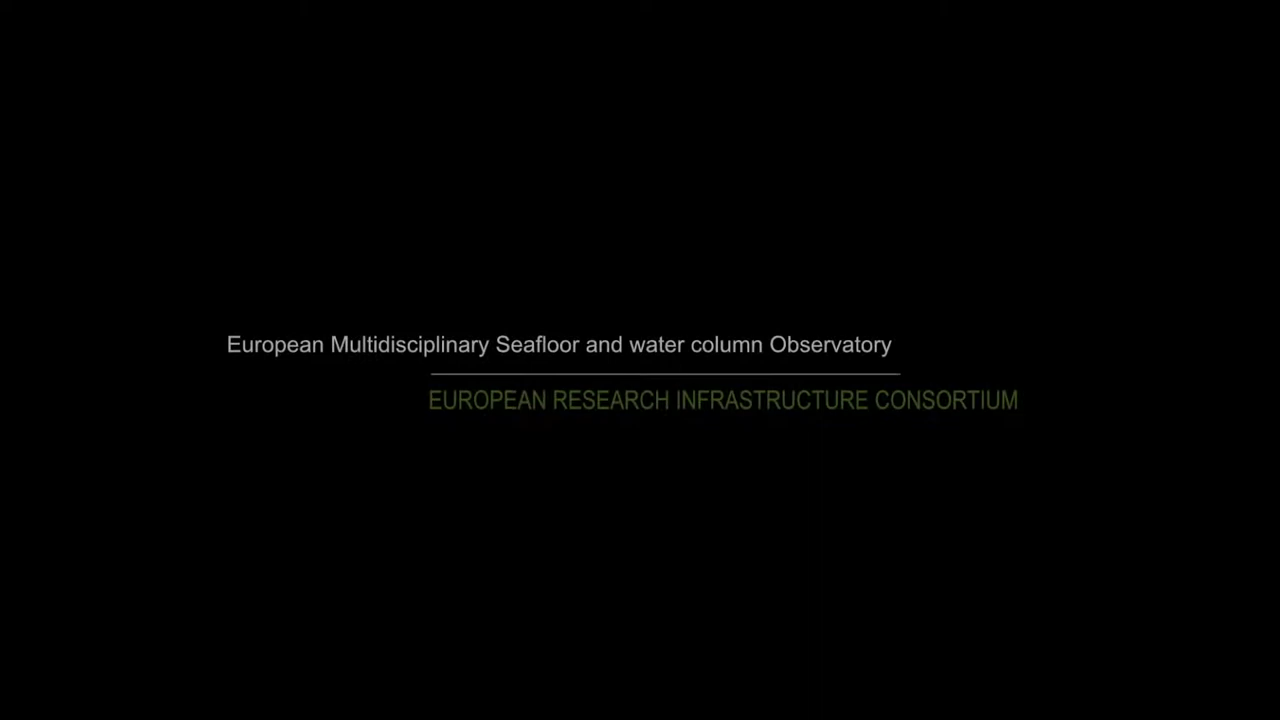 European Multidisciplinary Seafloor and water column Observatory
EUROPEAN RESEARCH INFRASTRUCTURE CONSORTIUM